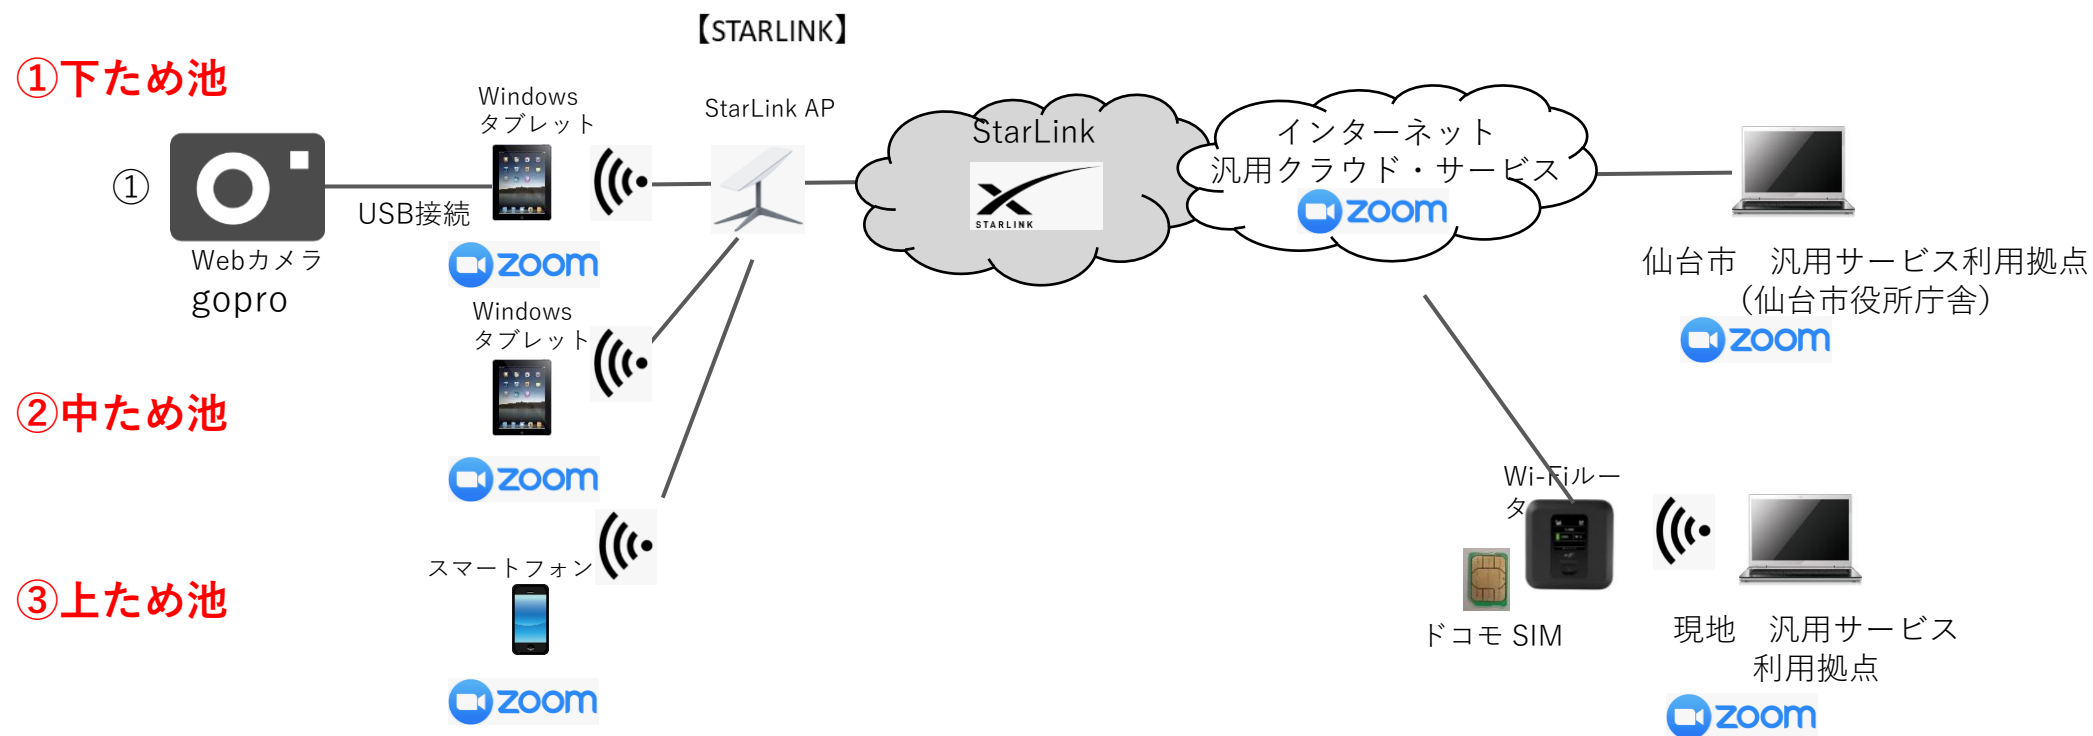 【STARLINK】
①下ため池
Windows
タブレット
StarLink AP
StarLink
STARLINK
インターネット
汎用クラウド・サービス
zoom
①
USB接続
Webカメラ
gopro
zoom
仙台市　汎用サービス利用拠点
（仙台市役所庁舎）
zoom
Windows
タブレット
②中ため池
zoom
Wi-Fiルー
タ
スマートフォン
③上ため池
ドコモ SIM
現地　汎用サービス
利用拠点
zoom
zoom